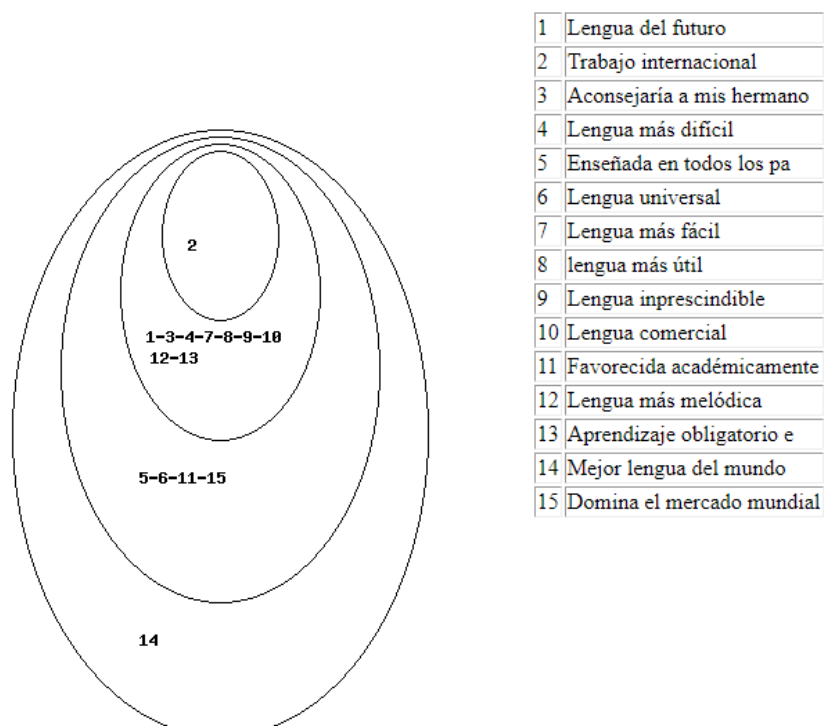 1 Lengua del futuro
2 Trabajo internacional
3 Aconsejaría a mis hermano
4 Lengua más difícil
5 Enseñada en todos los pa
6 Lengua universal
7 Lengua más fácil
8 lengua más útil
9 Lengua inprescindible
10 Lengua comercial
11 Favorecida académicamente
12 Lengua más melódica
13 Aprendizaje obligatorio e
14 Mejor lengua del mundo
15 Domina el mercado mundial
2
1-3-4-7-8-9-10
12-13
5-6-11-15
14